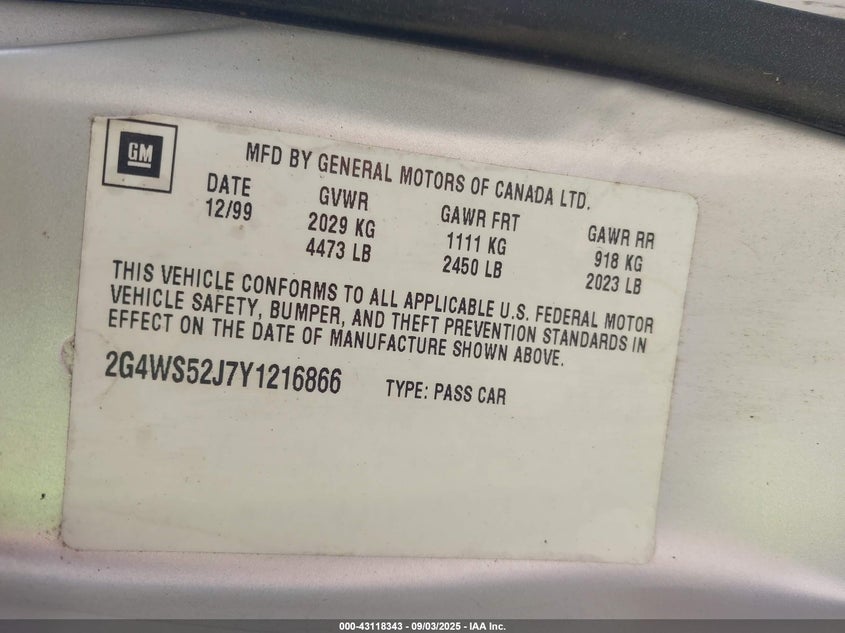 GM
MFD BY GENERAL MOTORS OF CANADA LTD.
DATE GVWR GAWR FRT GAWR RR
12/99 2029 KG 1111 KG 918 KG
4473 LB 2450 LB 2023 LB
THIS VEHICLE CONFORMS TO ALL APPLICABLE U.S. FEDERAL MOTOR
VEHICLE SAFETY, BUMPER, AND THEFT PREVENTION STANDARDS IN
EFFECT ON THE DATE OF MANUFACTURE SHOWN ABOVE.
2G4WS52J7Y1216866 TYPE: PASS CAR
000-43118343 - 09/03/2025 - IAA Inc.